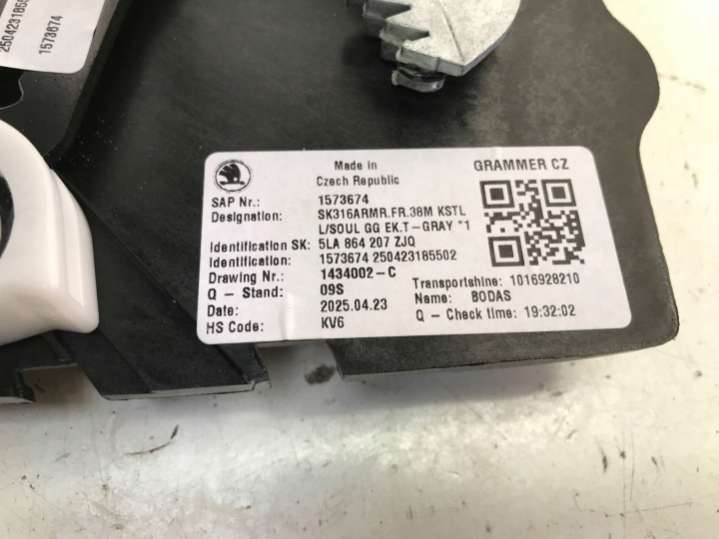 25042318550
1573674
Made in
Czech Republic
GRAMMER CZ
SAP Nr.: 1573674
Designation: SK316ARMR.FR.38M KSTL
L/SOUL GG EK.T-GRAY *1
Identification SK: 5LA 864 207 ZJQ
Identification: 1573674 250423185502
Drawing Nr.: 1434002-C
Transportshine: 1016928210
Q - Stand: 09S
Name: BODAS
Date: 2025.04.23
Q - Check time: 19:32:02
HS Code: KV6